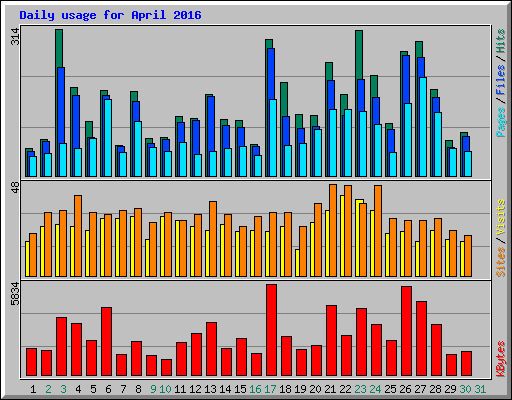 Daily usage for April 2016
314
Pages/Files/Hits
48
Sites/Visits
5834
KBytes
1 2 3 4 5 6 7 8 9 10 11 12 13 14 15 16 17 18 19 20 21 22 23 24 25 26 27 28 29 30 31